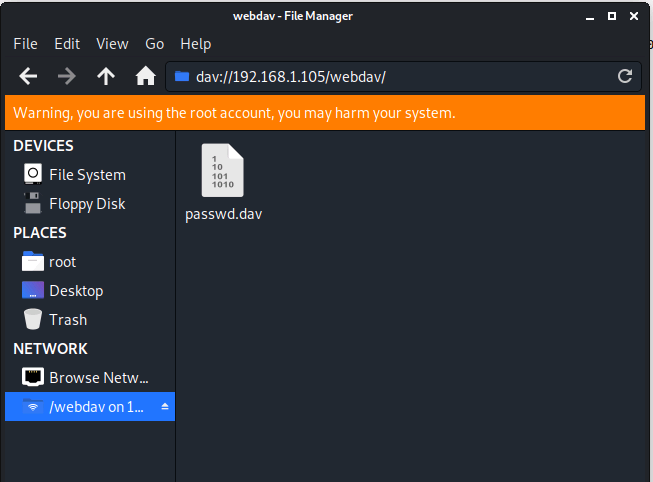 webdav - File Manager
File Edit View Go Help
dav://192.168.1.105/webdav/
Warning, you are using the root account, you may harm your system.
DEVICES
File System
Floppy Disk
PLACES
root
Desktop
Trash
NETWORK
Browse Netw...
/webdav on 1...
1
10
101
1010
passwd.dav